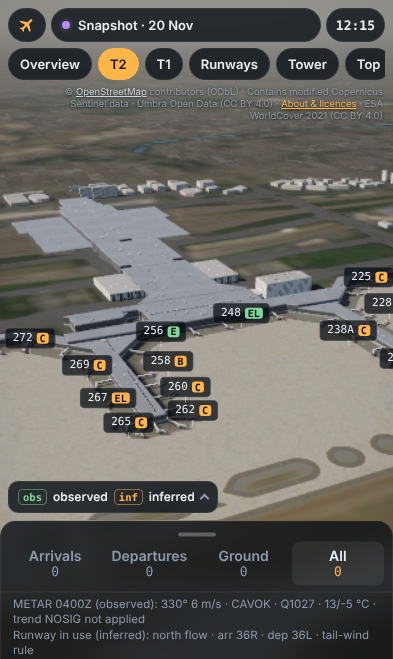 Snapshot · 20 Nov
12:15
Overview
T2
T1
Runways
Tower
Top
© OpenStreetMap contributors (ODbL) · Contains modified Copernicus
Sentinel data · Umbra Open Data (CC BY 4.0) · About & licences · ESA
WorldCover 2021 (CC BY 4.0)
225 C
228
248 EL
272 C
256 E
238A C
269 C
258 B
2
260 C
267 EL
262 C
265 C
obs observed inf inferred
Arrivals
0
Departures
0
Ground
0
All
0
METAR 0400Z (observed): 330° 6 m/s · CAVOK · Q1027 · 13/-5 °C ·
trend NOSIG not applied
Runway in use (inferred): north flow · arr 36R · dep 36L · tail-wind
rule